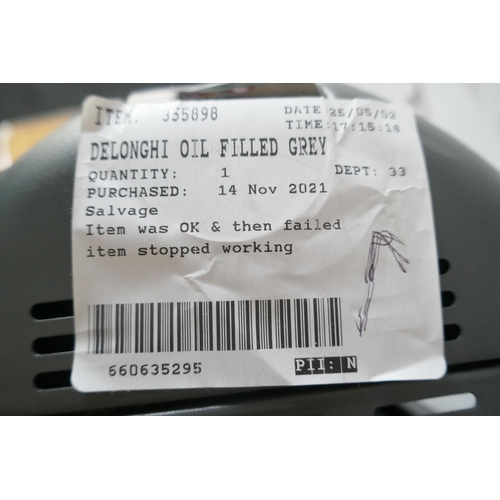 ITEM: 355898 DATE 25/05/02
TIME: 17:15:18
DELONGHI OIL FILLED GREY
QUANTITY: 1 DEPT: 33
PURCHASED: 14 Nov 2021
Salvage
Item was OK & then failed
item stopped working
660635295 PII: N